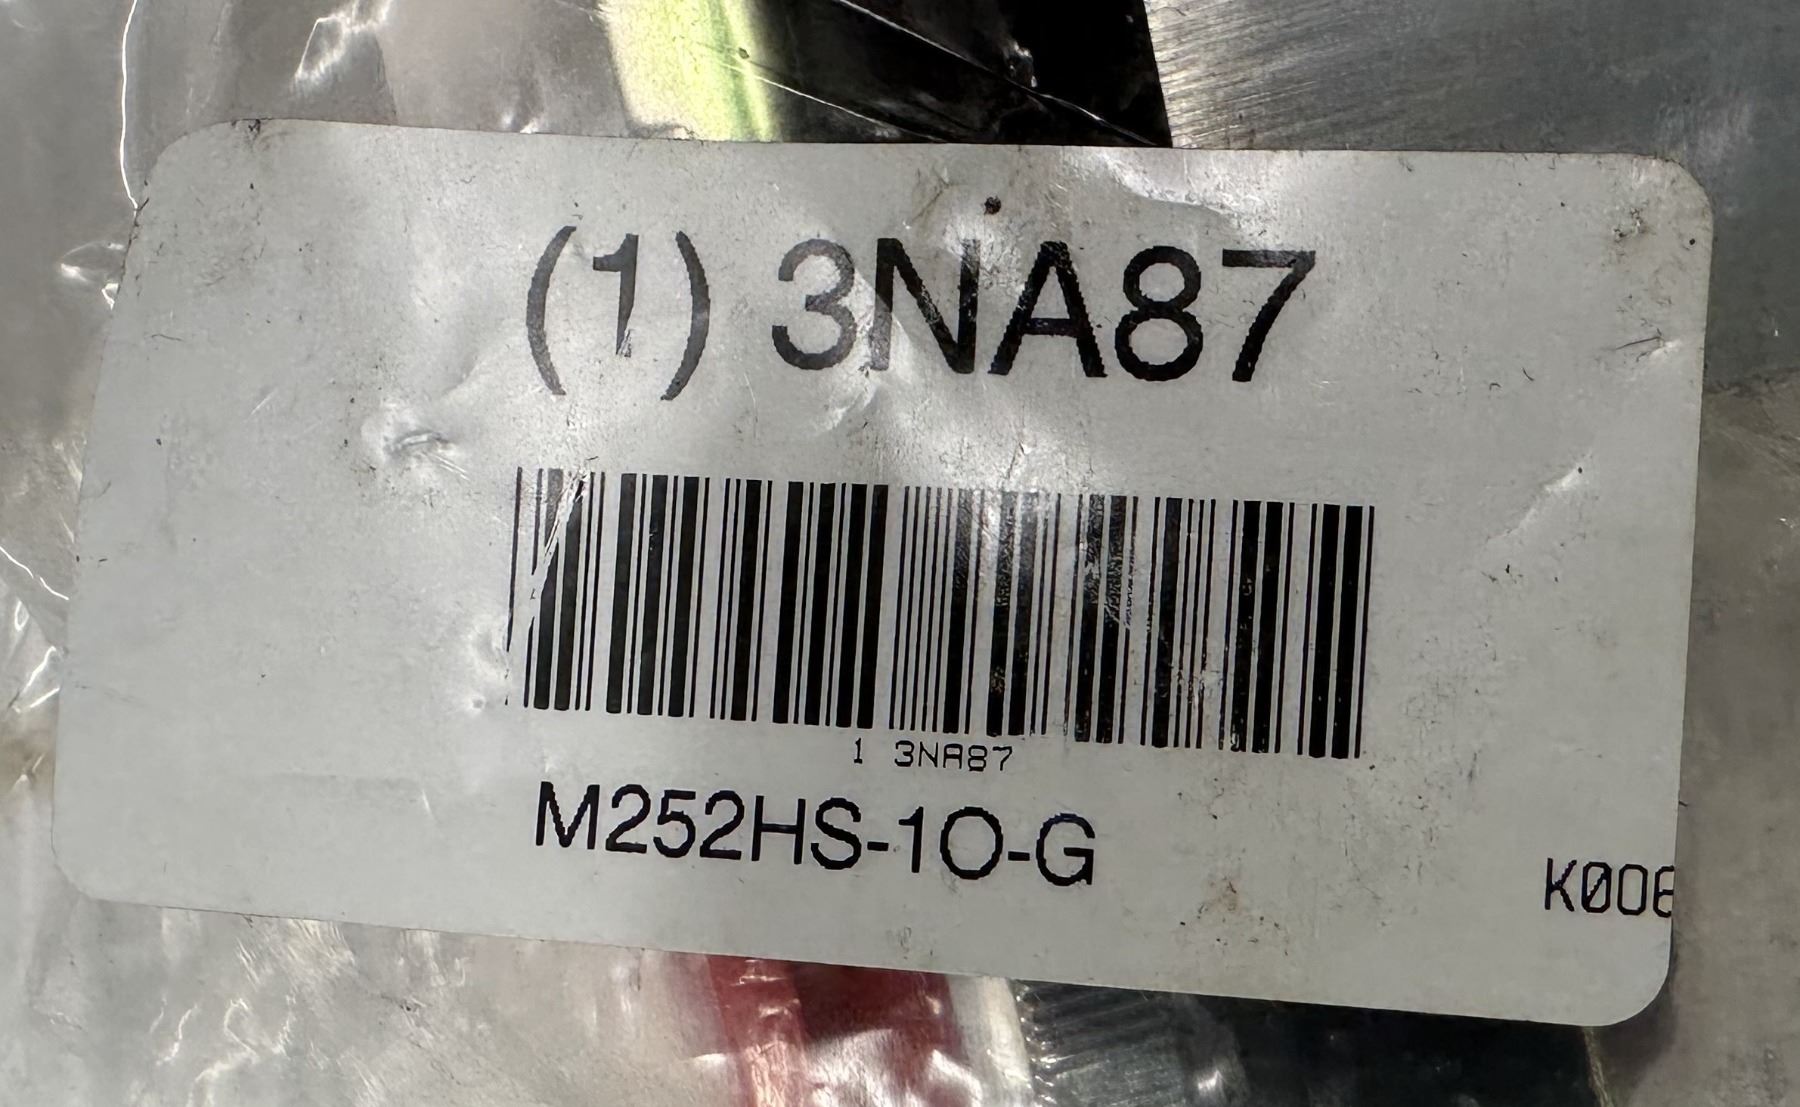 (1) 3NA87
1 3NA87
M252HS-1O-G
K006